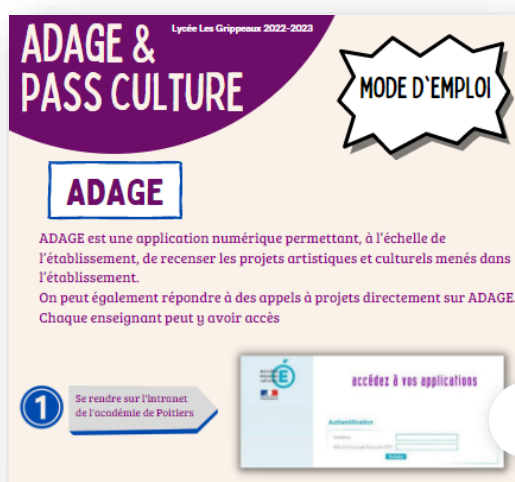 Lycée Les Grippeaux 2022-2023
ADAGE &
PASS CULTURE
MODE D'EMPLOI
ADAGE
ADAGE est une application numérique permettant, à l'échelle de
l'établissement, de recenser les projets artistiques et culturels menés dans
l'établissement.
On peut également répondre à des appels à projets directement sur ADAGE.
Chaque enseignant peut y avoir accès
1
Se rendre sur l'intranet
de l'académie de Poitiers
accédez à vos applications
Authentification